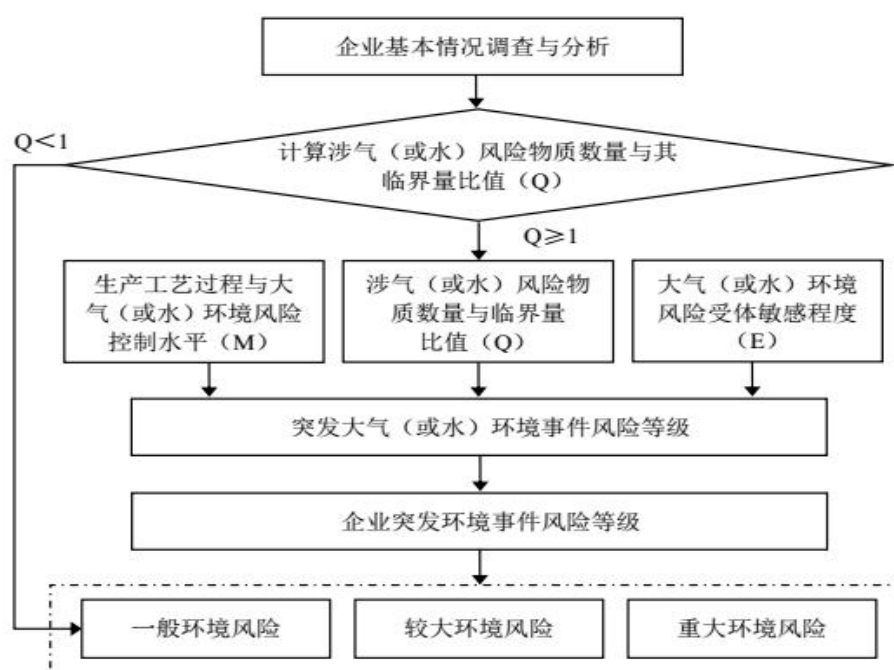 企业基本情况调查与分析
Q＜1
计算涉气（或水）风险物质数量与其
临界量比值（Q）
Q≥1
生产工艺过程与大
气（或水）环境风险
控制水平（M）
涉气（或水）风险物
质数量与临界量
比值（Q）
大气（或水）环境
风险受体敏感程度
（E）
突发大气（或水）环境事件风险等级
企业突发环境事件风险等级
一般环境风险
较大环境风险
重大环境风险